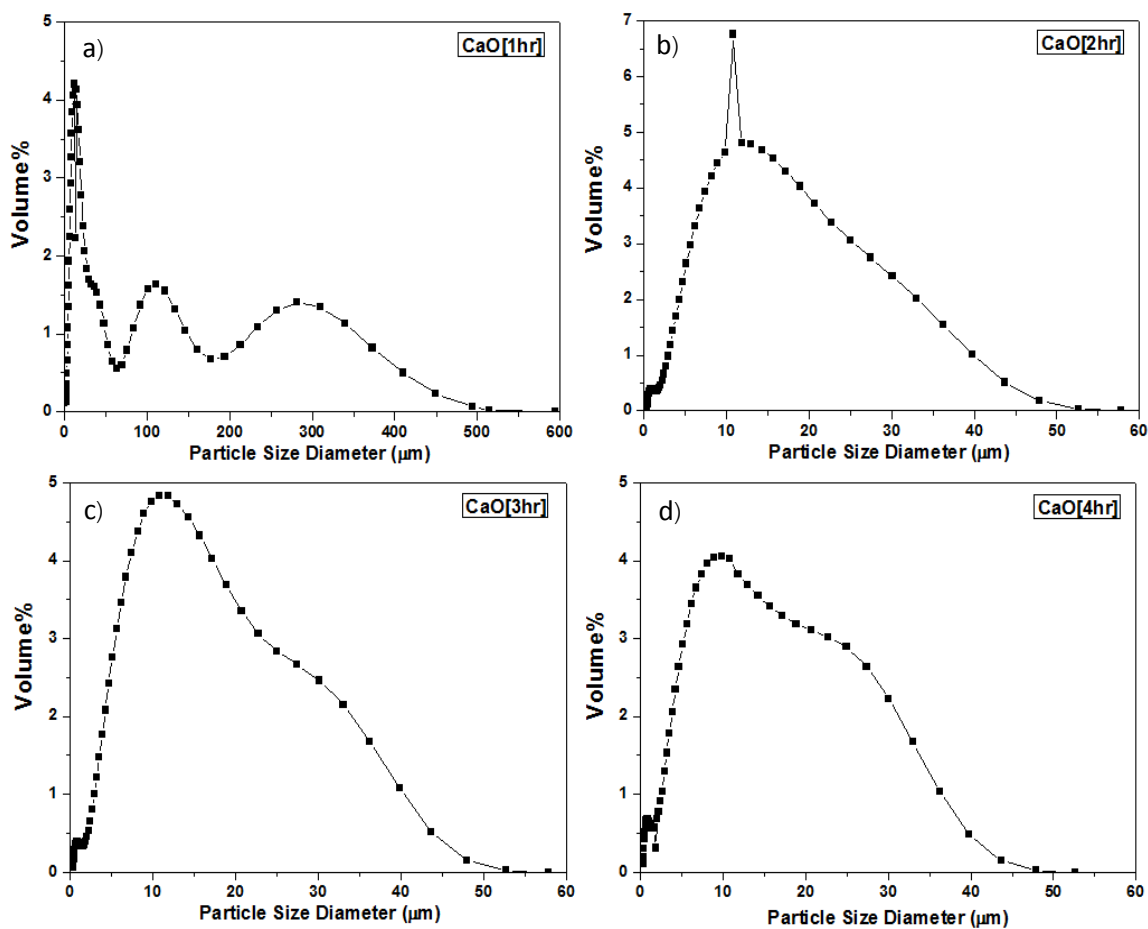 a)
CaO[1hr]
Volume%
5
4
3
2
1
0
0 100 200 300 400 500 600
Particle Size Diameter (μm)
b)
CaO[2hr]
Volume%
7
6
5
4
3
2
1
0
0 10 20 30 40 50 60
Particle Size Diameter (μm)
c)
CaO[3hr]
Volume%
5
4
3
2
1
0
0 10 20 30 40 50 60
Particle Size Diameter (μm)
d)
CaO[4hr]
Volume%
5
4
3
2
1
0
0 10 20 30 40 50 60
Particle Size Diameter (μm)